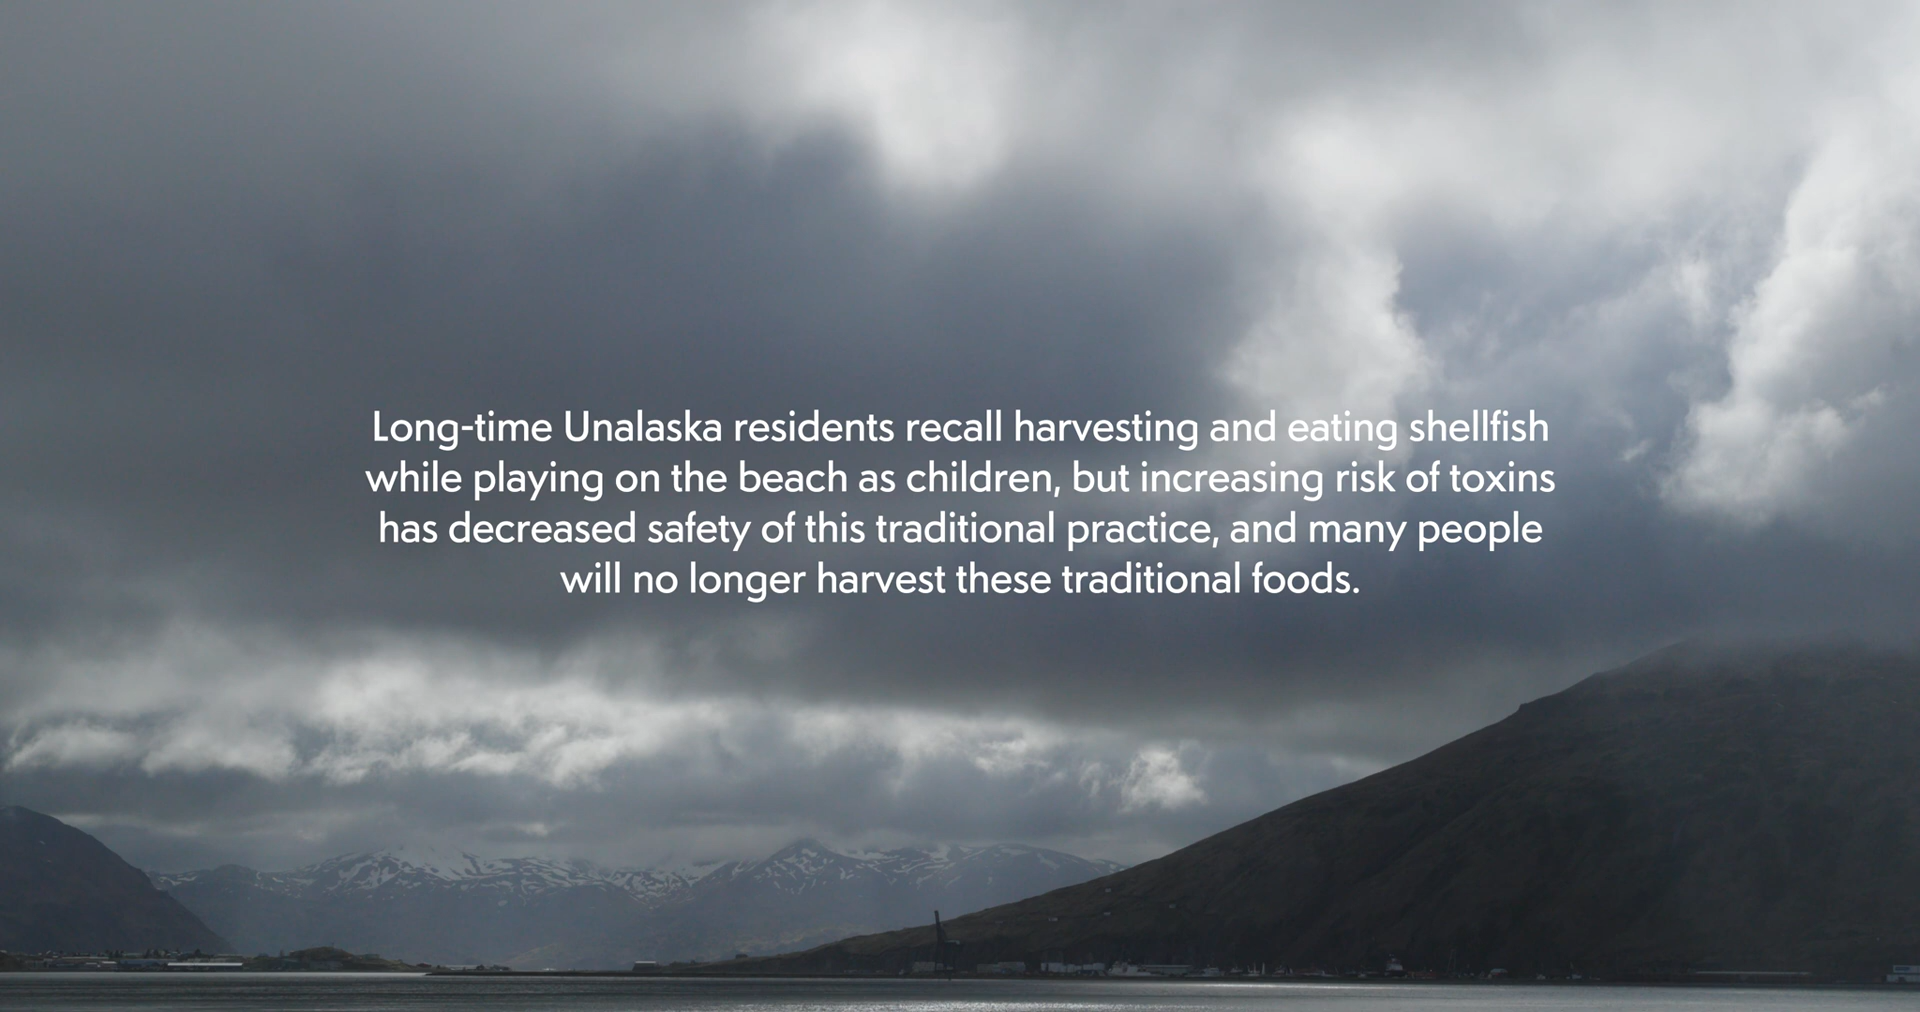 Long-time Unalaska residents recall harvesting and eating shellfish
while playing on the beach as children, but increasing risk of toxins
has decreased safety of this traditional practice, and many people
will no longer harvest these traditional foods.